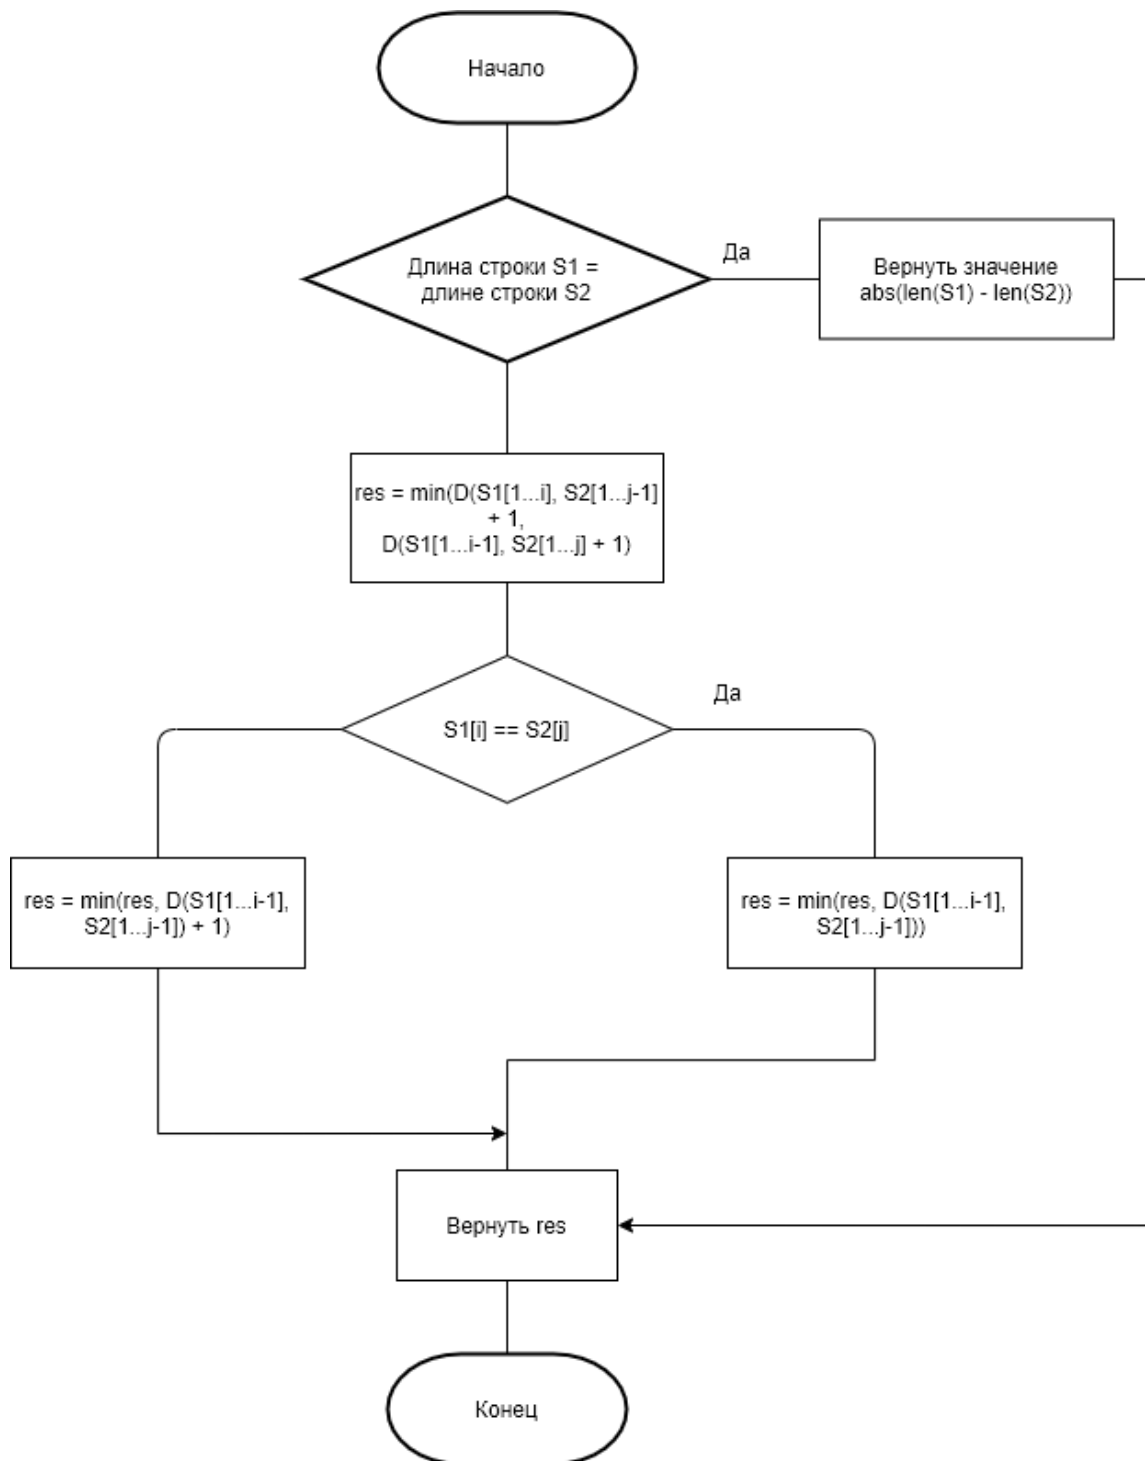 Начало
Длина строки S1 =
длине строки S2
Да
Вернуть значение
abs(len(S1) - len(S2))
res = min(D(S1[1...i], S2[1...j-1]
+ 1,
D(S1[1...i-1], S2[1...j] + 1)
S1[i] == S2[j]
Да
res = min(res, D(S1[1...i-1],
S2[1...j-1]) + 1)
res = min(res, D(S1[1...i-1],
S2[1...j-1]))
Вернуть res
Конец